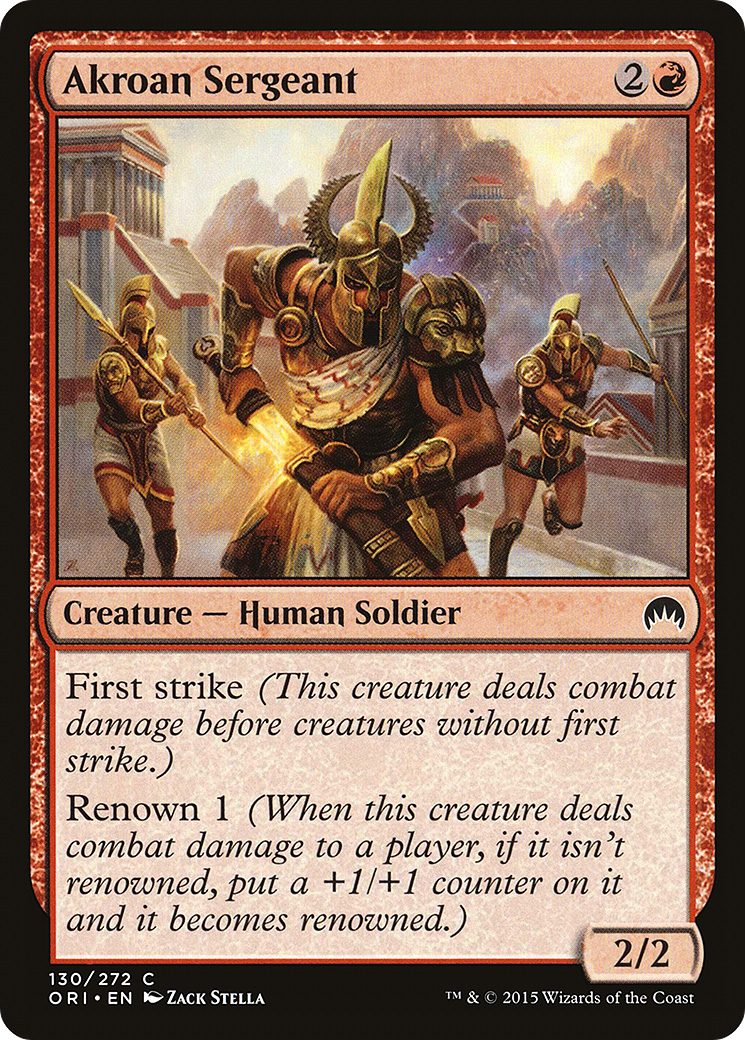 Akroan Sergeant 2
Creature — Human Soldier
First strike (This creature deals combat
damage before creatures without first
strike.)
Renown 1 (When this creature deals
combat damage to a player, if it isn't
renowned, put a +1/+1 counter on it
and it becomes renowned.)
2/2
130/272 C
ORI • EN Zack Stella
™ & © 2015 Wizards of the Coast